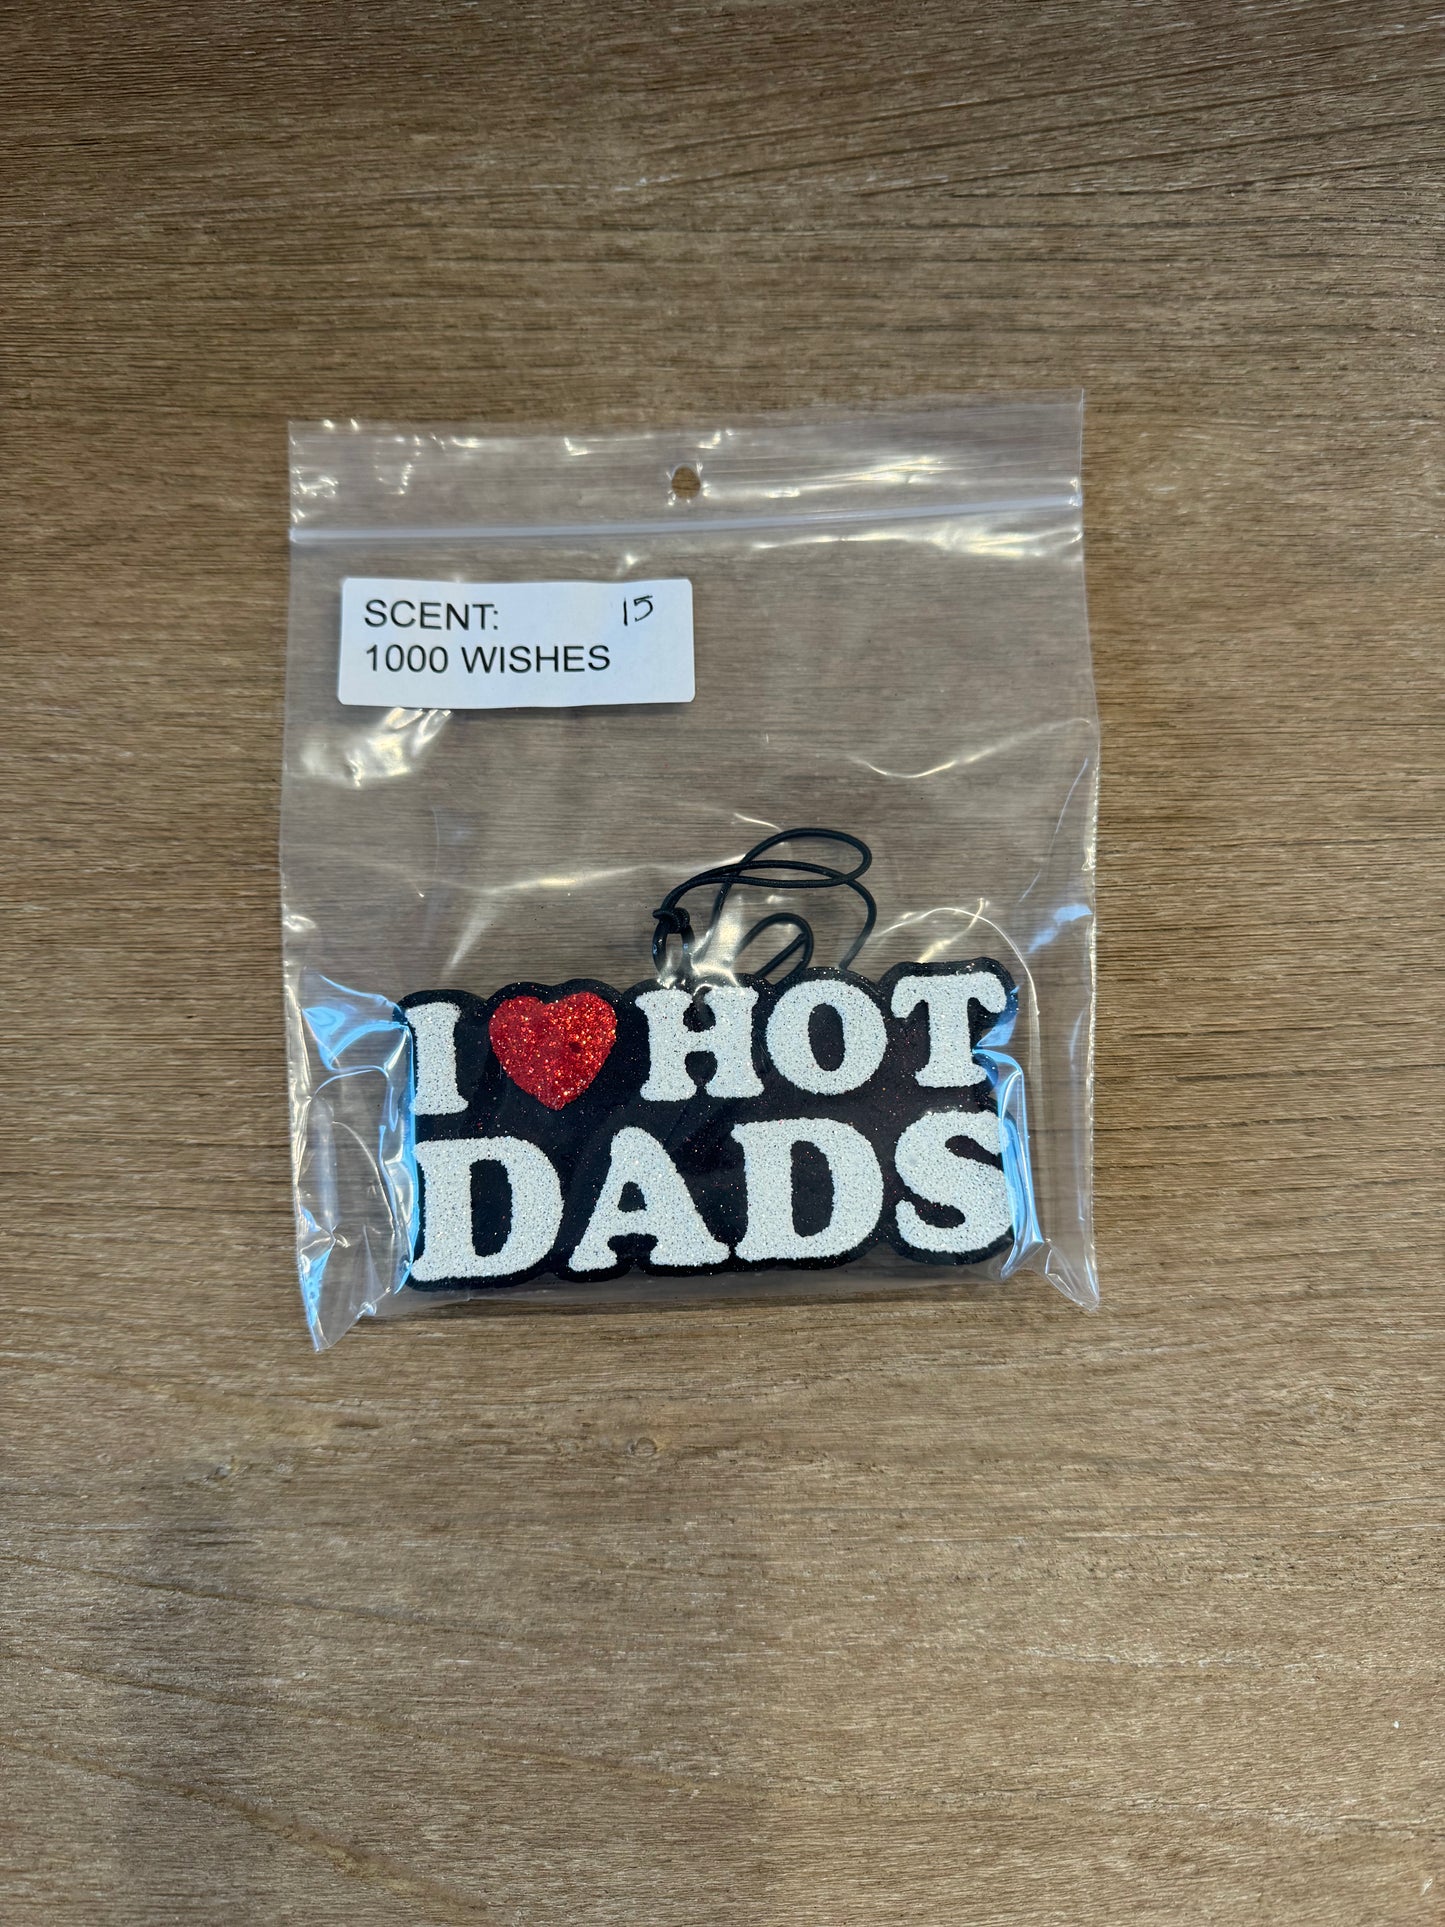 SCENT: 15
1000 WISHES
I ❤ HOT
DADS